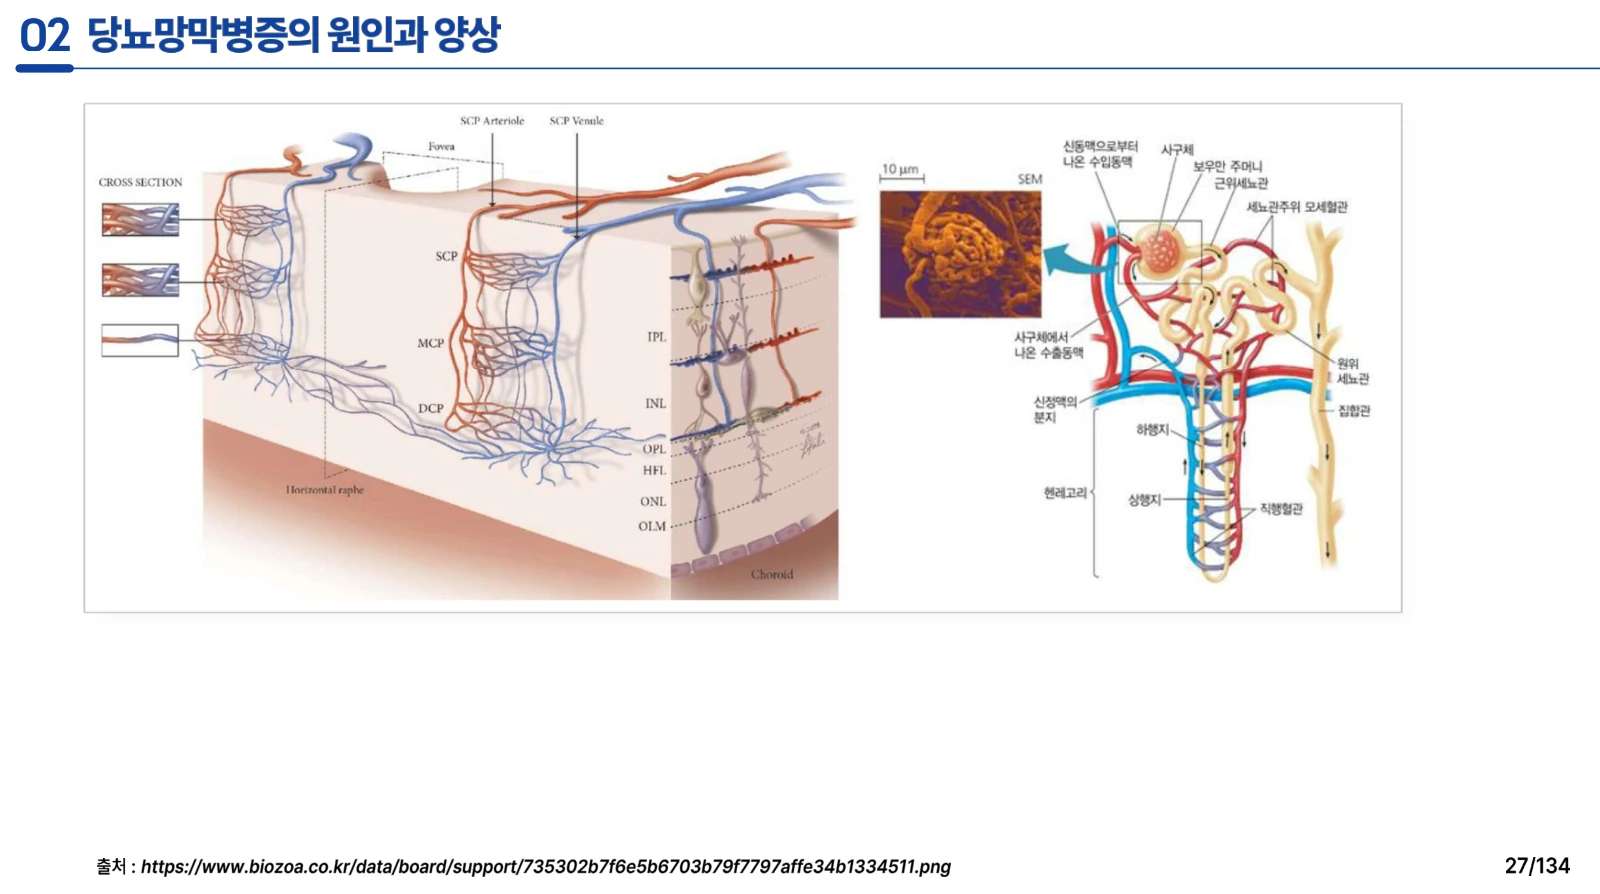 02 당뇨망막병증의 원인과 양상
SCP Arteriole
SCP Venule
Fovea
CROSS SECTION
SCP
MCP
DCP
IPL
INL
OPL
HFL
ONL
OLM
Horizontal raphe
Choroid
10 µm
SEM
신동맥으로부터
나온 수입동맥
사구체
보우만 주머니
근위세뇨관
세뇨관주위 모세혈관
사구체에서
나온 수출동맥
원위
세뇨관
신정맥의
분지
집합관
하행지
헨레고리
상행지
직행혈관
출처 : https://www.biozoa.co.kr/data/board/support/735302b7f6e5b6703b79f7797affe34b1334511.png
27/134